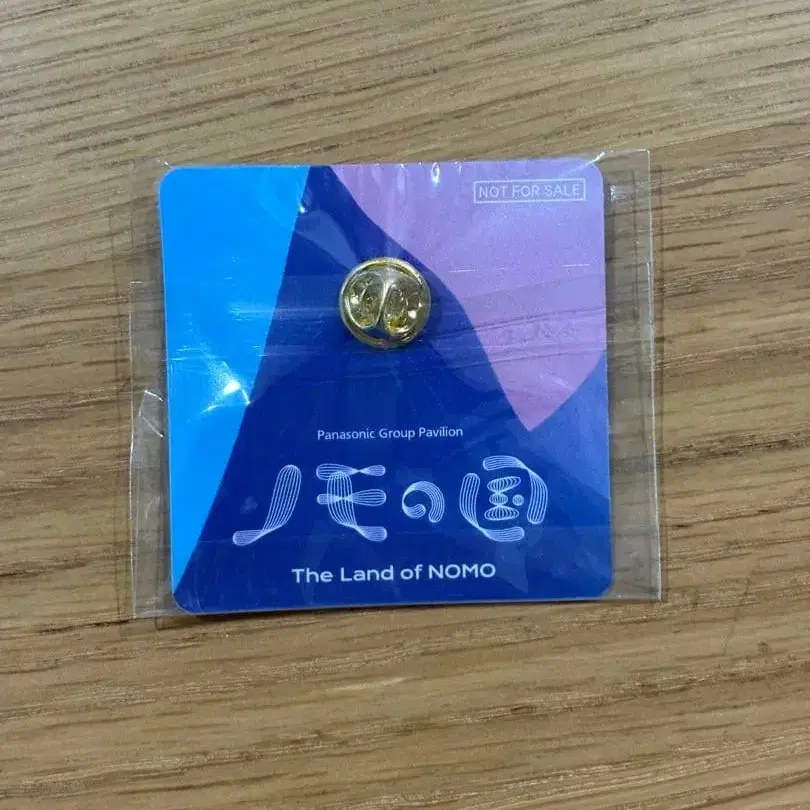 NOT FOR SALE
Panasonic Group Pavilion
ノモの国
The Land of NOMO